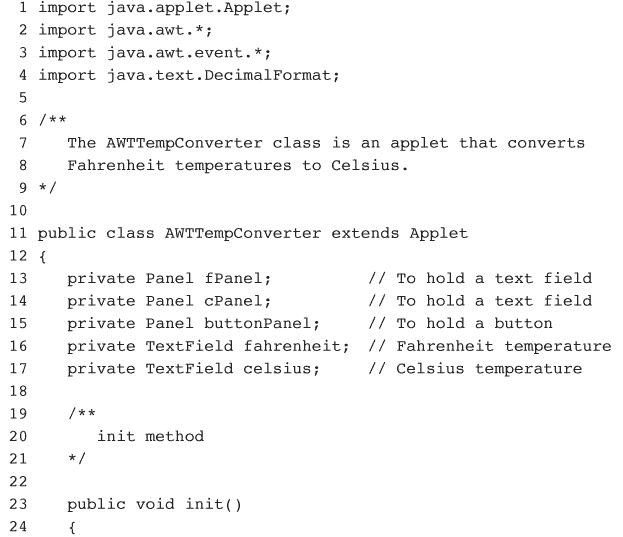 1 import java.applet.Applet;
2 import java.awt.*;
3 import java.awt.event.*;
4 import java.text.DecimalFormat;
5
6 /**
7    The AWTTempConverter class is an applet that converts
8    Fahrenheit temperatures to Celsius.
9 */
10
11 public class AWTTempConverter extends Applet
12 {
13    private Panel fPanel;          // To hold a text field
14    private Panel cPanel;          // To hold a text field
15    private Panel buttonPanel;     // To hold a button
16    private TextField fahrenheit;  // Fahrenheit temperature
17    private TextField celsius;     // Celsius temperature
18
19    /**
20       init method
21    */
22
23    public void init()
24    {